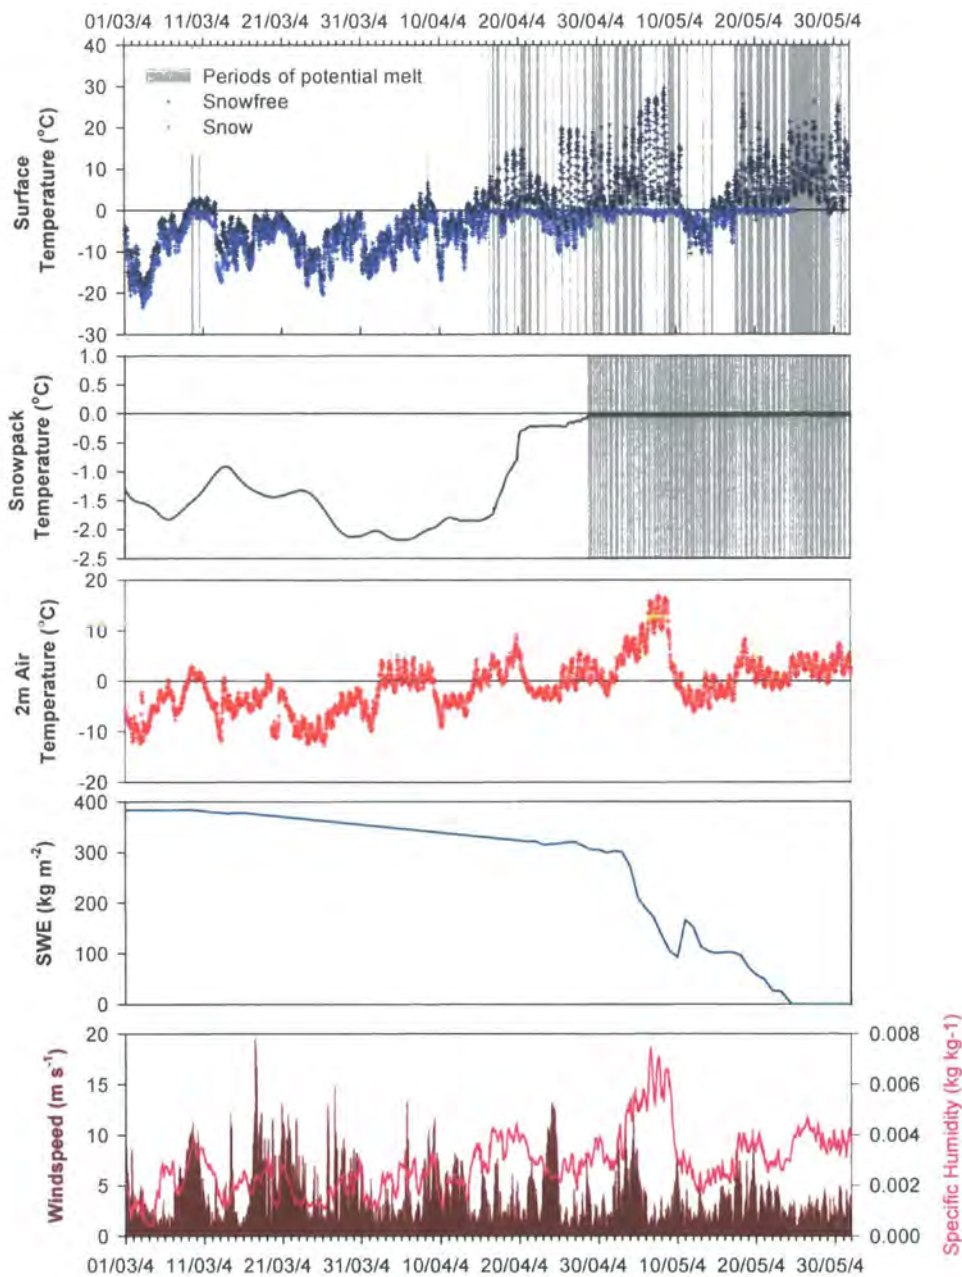 01/03/4 11/03/4 21/03/4 31/03/4 10/04/4 20/04/4 30/04/4 10/05/4 20/05/4 30/05/4
40
30
20
10
0
-10
-20
-30
Surface
Temperature (°C)
Periods of potential melt
Snowfree
Snow
1.0
0.5
0.0
-0.5
-1.0
-1.5
-2.0
-2.5
Snowpack
Temperature (°C)
20
10
0
-10
-20
2m Air
Temperature (°C)
400
300
200
100
0
SWE (kg m-2)
20
15
10
5
0
Windspeed (m s-1)
0.008
0.006
0.004
0.002
0.000
Specific Humidity (kg kg-1)
01/03/4 11/03/4 21/03/4 31/03/4 10/04/4 20/04/4 30/04/4 10/05/4 20/05/4 30/05/4